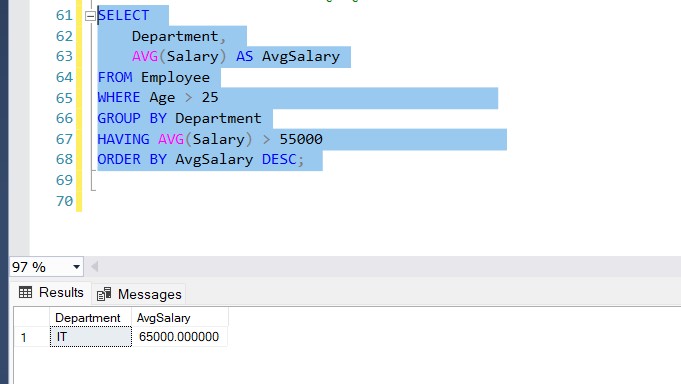 61 SELECT
62 Department,
63 AVG(Salary) AS AvgSalary
64 FROM Employee
65 WHERE Age > 25
66 GROUP BY Department
67 HAVING AVG(Salary) > 55000
68 ORDER BY AvgSalary DESC;
69
70
97 %
Results Messages
Department AvgSalary
1 IT 65000.000000